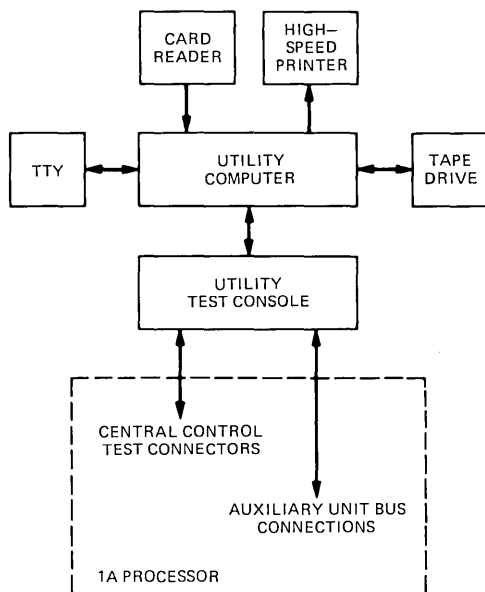 CARD
READER
HIGH–
SPEED
PRINTER
TTY
UTILITY
COMPUTER
TAPE
DRIVE
UTILITY
TEST CONSOLE
CENTRAL CONTROL
TEST CONNECTORS
AUXILIARY UNIT BUS
CONNECTIONS
1A PROCESSOR